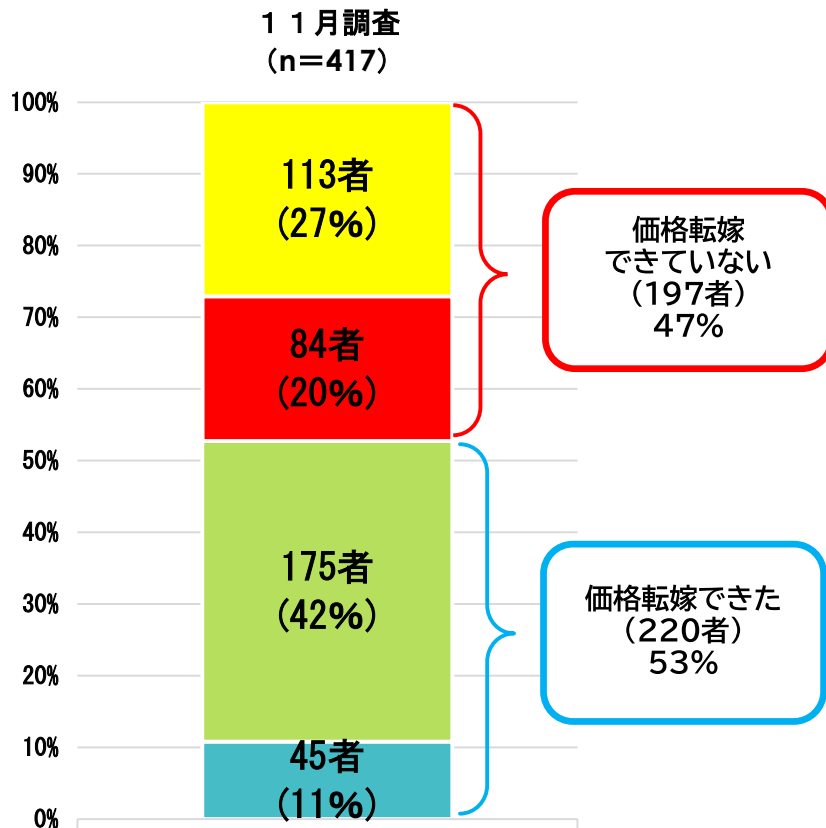 １１月調査
（n＝417）
100%
90%
80%
70%
60%
50%
40%
30%
20%
10%
0%
113者
(27%)
84者
(20%)
175者
(42%)
45者
(11%)
価格転嫁
できていない
（197者）
47%
価格転嫁できた
（220者）
53%